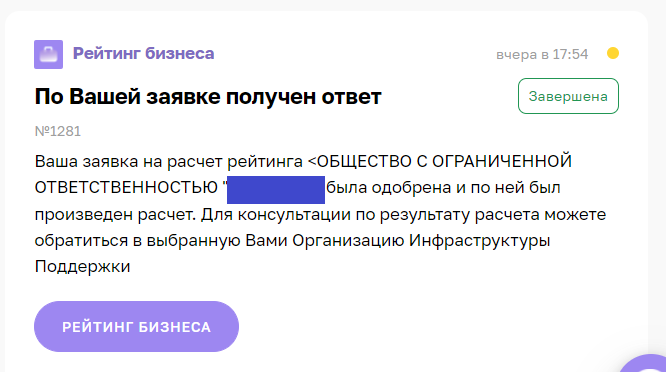 Рейтинг бизнеса
вчера в 17:54
По Вашей заявке получен ответ
Завершена
№1281
Ваша заявка на расчет рейтинга <ОБЩЕСТВО С ОГРАНИЧЕННОЙ
ОТВЕТСТВЕННОСТЬЮ " была одобрена и по ней был
произведен расчет. Для консультации по результату расчета можете
обратиться в выбранную Вами Организацию Инфраструктуры
Поддержки
РЕЙТИНГ БИЗНЕСА